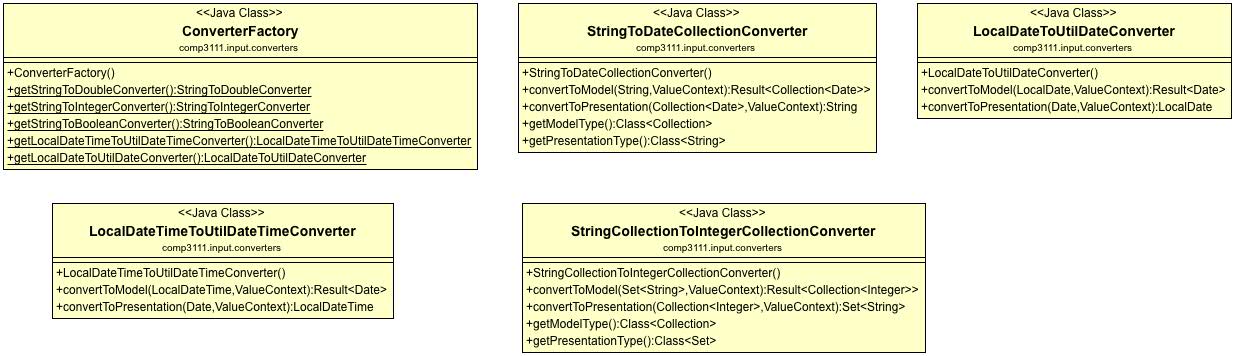 <<Java Class>>
ConverterFactory
comp3111.input.converters
+ConverterFactory()
+getStringToDoubleConverter():StringToDoubleConverter
+getStringToIntegerConverter():StringToIntegerConverter
+getStringToBooleanConverter():StringToBooleanConverter
+getLocalDateTimeToUtilDateTimeConverter():LocalDateTimeToUtilDateTimeConverter
+getLocalDateToUtilDateConverter():LocalDateToUtilDateConverter
<<Java Class>>
StringToDateCollectionConverter
comp3111.input.converters
+StringToDateCollectionConverter()
+convertToModel(String,ValueContext):Result<Collection<Date>>
+convertToPresentation(Collection<Date>,ValueContext):String
+getModelType():Class<Collection>
+getPresentationType():Class<String>
<<Java Class>>
LocalDateToUtilDateConverter
comp3111.input.converters
+LocalDateToUtilDateConverter()
+convertToModel(LocalDate,ValueContext):Result<Date>
+convertToPresentation(Date,ValueContext):LocalDate
<<Java Class>>
LocalDateTimeToUtilDateTimeConverter
comp3111.input.converters
+LocalDateTimeToUtilDateTimeConverter()
+convertToModel(LocalDateTime,ValueContext):Result<Date>
+convertToPresentation(Date,ValueContext):LocalDateTime
<<Java Class>>
StringCollectionToIntegerCollectionConverter
comp3111.input.converters
+StringCollectionToIntegerCollectionConverter()
+convertToModel(Set<String>,ValueContext):Result<Collection<Integer>>
+convertToPresentation(Collection<Integer>,ValueContext):Set<String>
+getModelType():Class<Collection>
+getPresentationType():Class<Set>